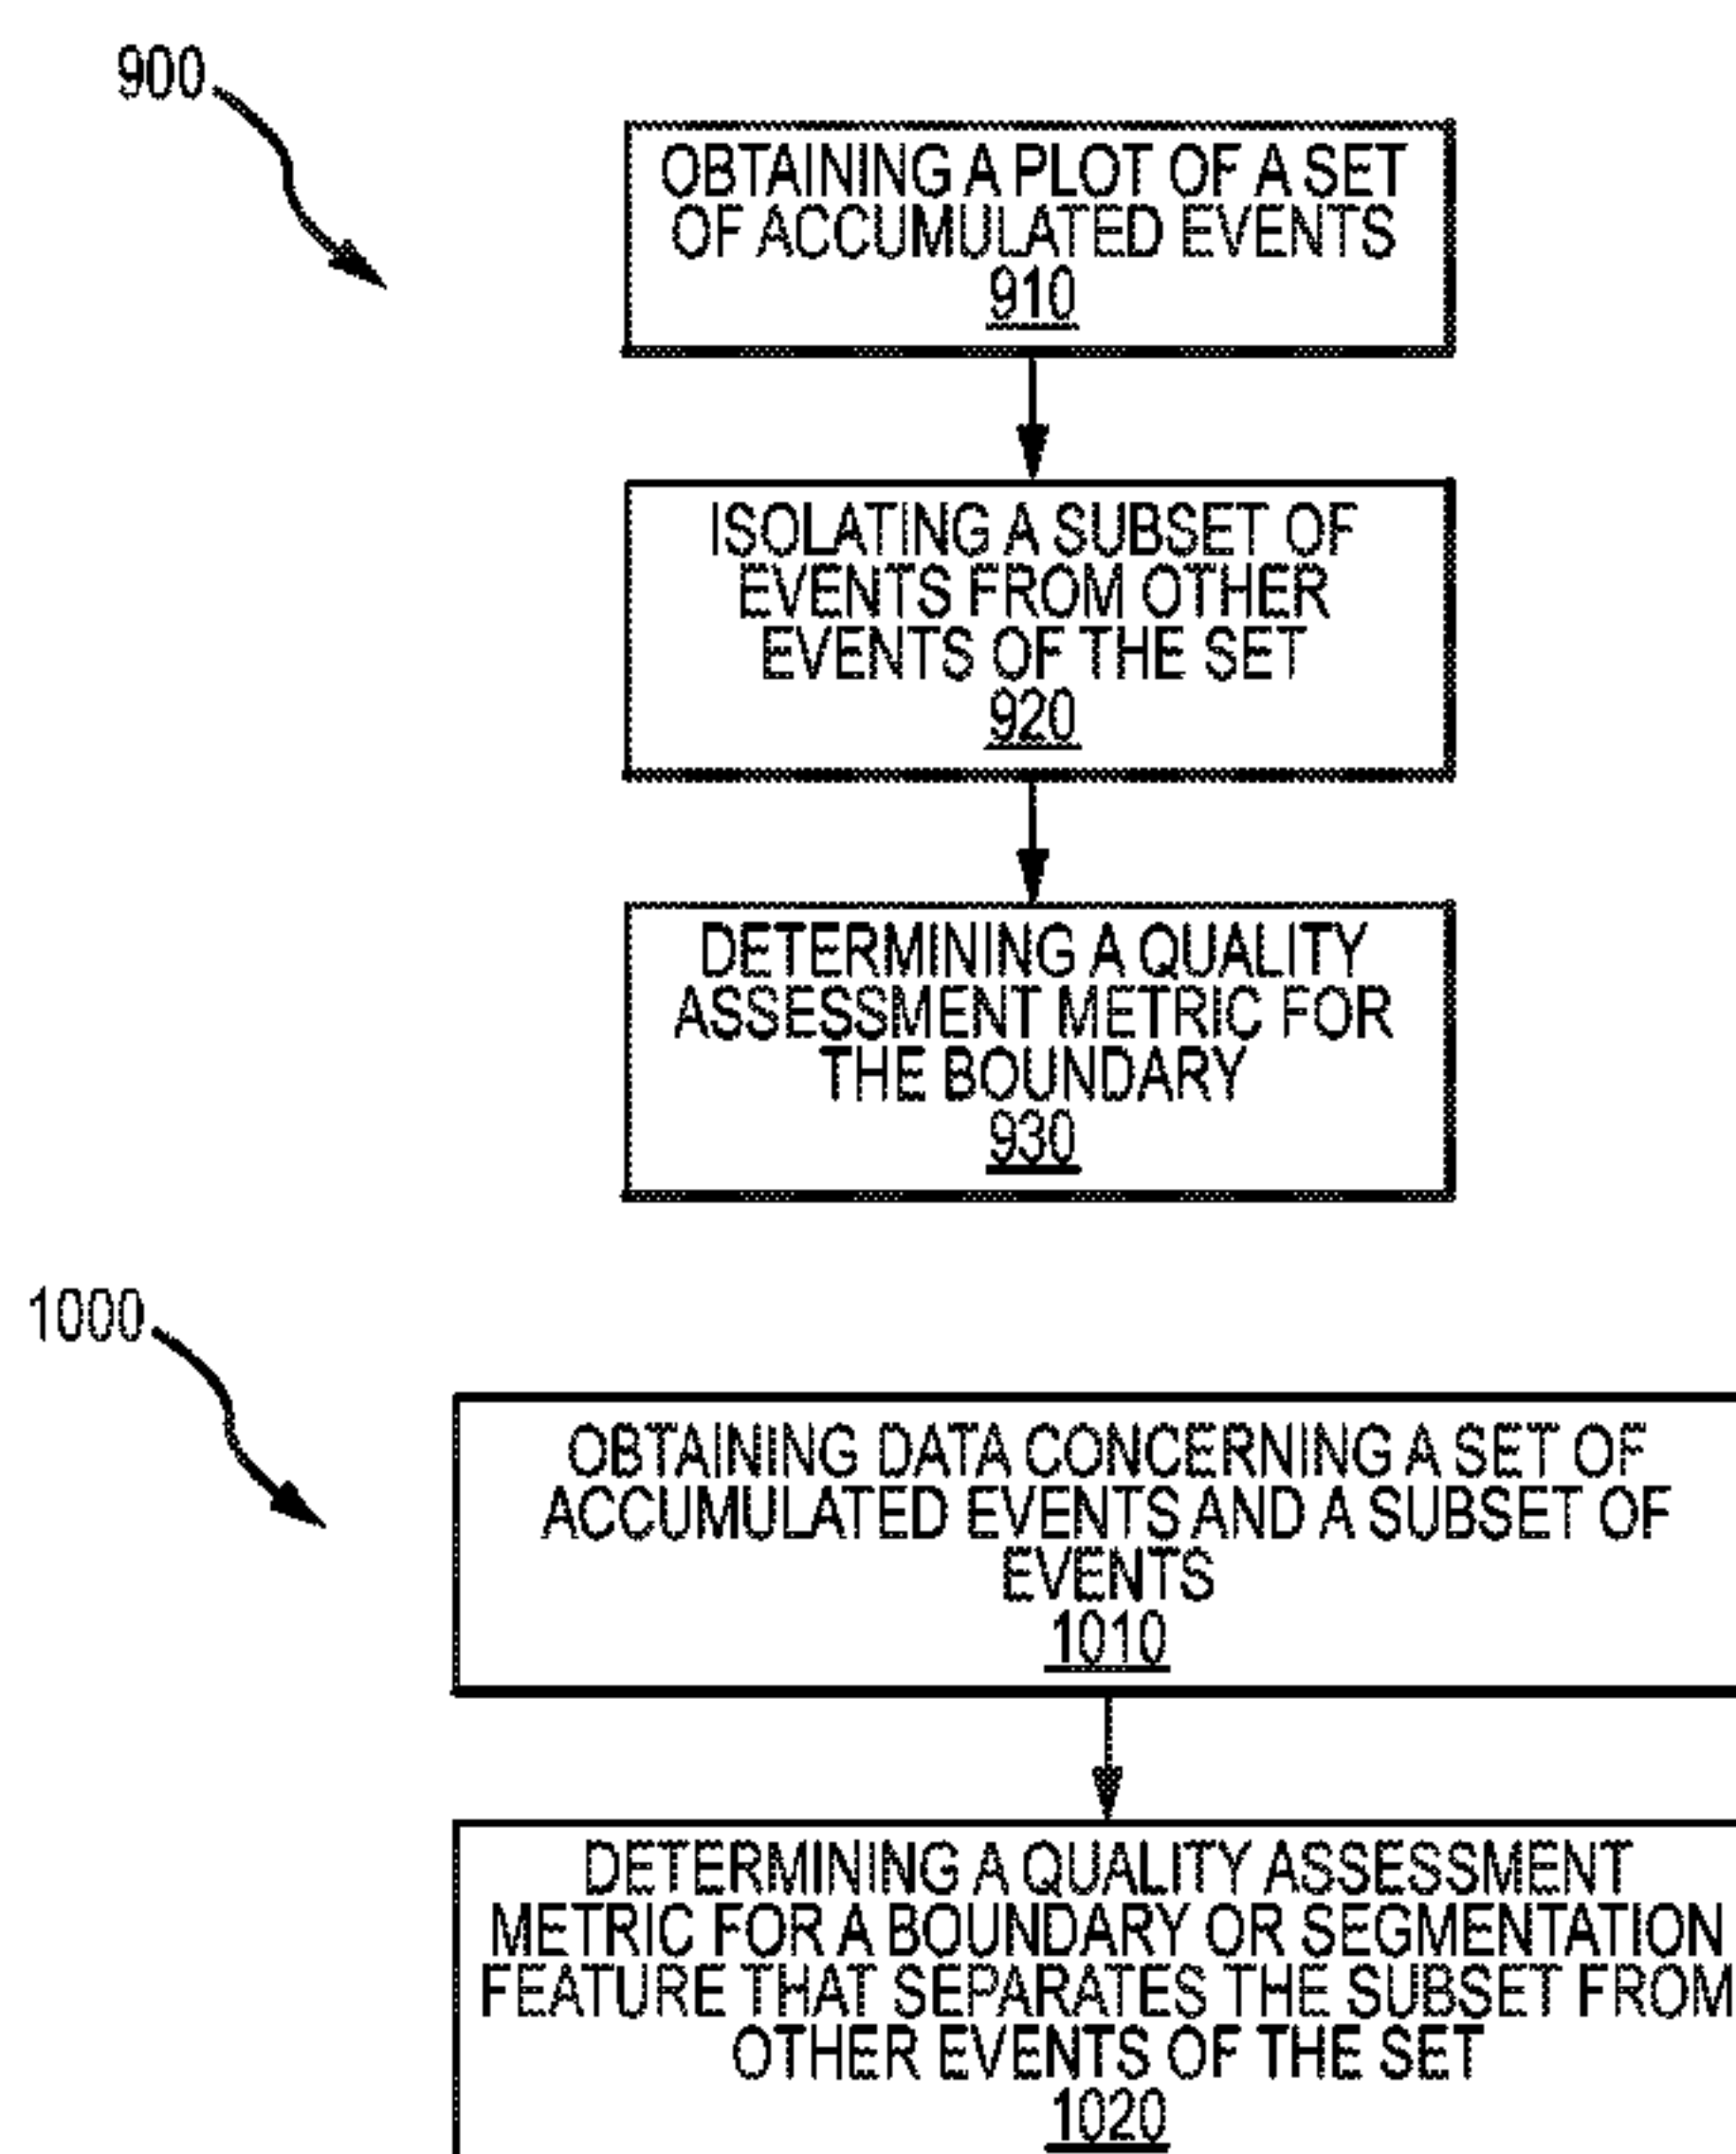 900
OBTAINING A PLOT OF A SET
OF ACCUMULATED EVENTS
910
ISOLATING A SUBSET OF
EVENTS FROM OTHER
EVENTS OF THE SET
920
DETERMINING A QUALITY
ASSESSMENT METRIC FOR
THE BOUNDARY
930
1000
OBTAINING DATA CONCERNING A SET OF
ACCUMULATED EVENTS AND A SUBSET OF
EVENTS
1010
DETERMINING A QUALITY ASSESSMENT
METRIC FOR A BOUNDARY OR SEGMENTATION
FEATURE THAT SEPARATES THE SUBSET FROM
OTHER EVENTS OF THE SET
1020